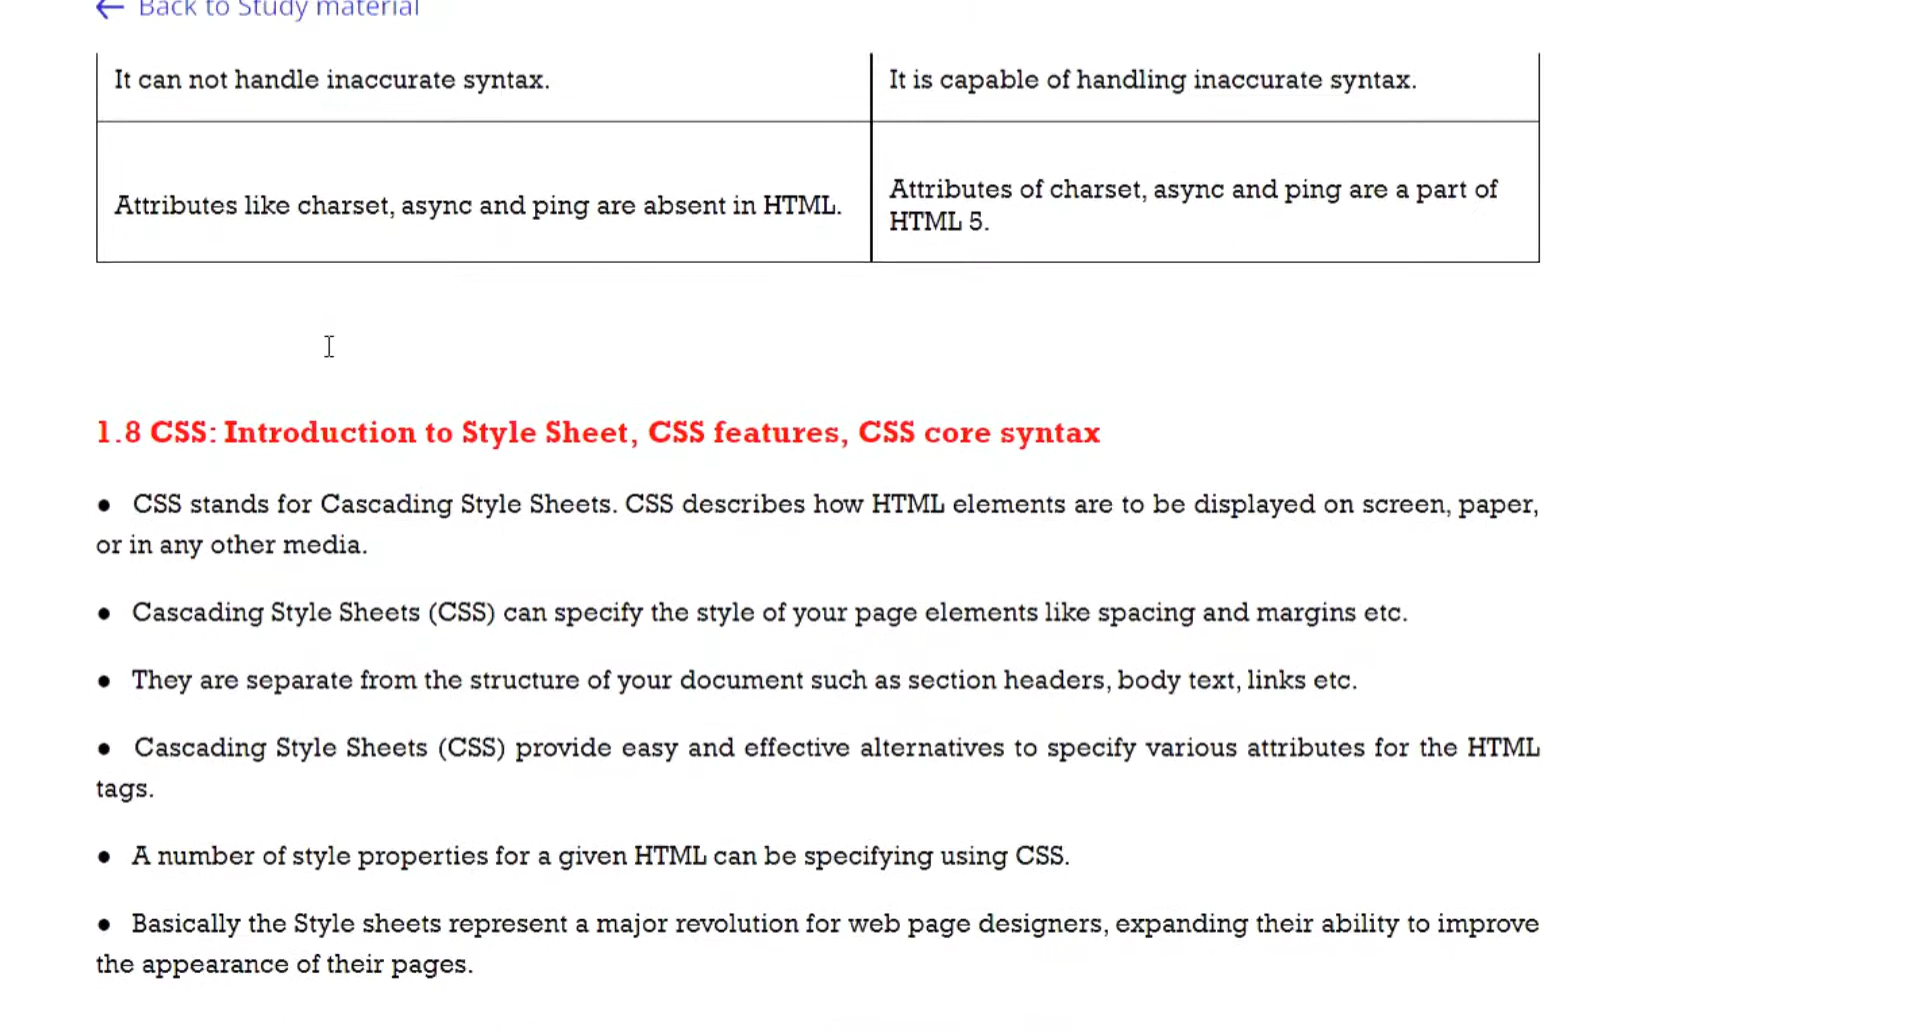 ← Back to Study material
It can not handle inaccurate syntax.
It is capable of handling inaccurate syntax.
Attributes like charset, async and ping are absent in HTML.
Attributes of charset, async and ping are a part of
HTML 5.
1.8 CSS: Introduction to Style Sheet, CSS features, CSS core syntax
● CSS stands for Cascading Style Sheets. CSS describes how HTML elements are to be displayed on screen, paper,
or in any other media.
● Cascading Style Sheets (CSS) can specify the style of your page elements like spacing and margins etc.
● They are separate from the structure of your document such as section headers, body text, links etc.
● Cascading Style Sheets (CSS) provide easy and effective alternatives to specify various attributes for the HTML
tags.
● A number of style properties for a given HTML can be specifying using CSS.
● Basically the Style sheets represent a major revolution for web page designers, expanding their ability to improve
the appearance of their pages.